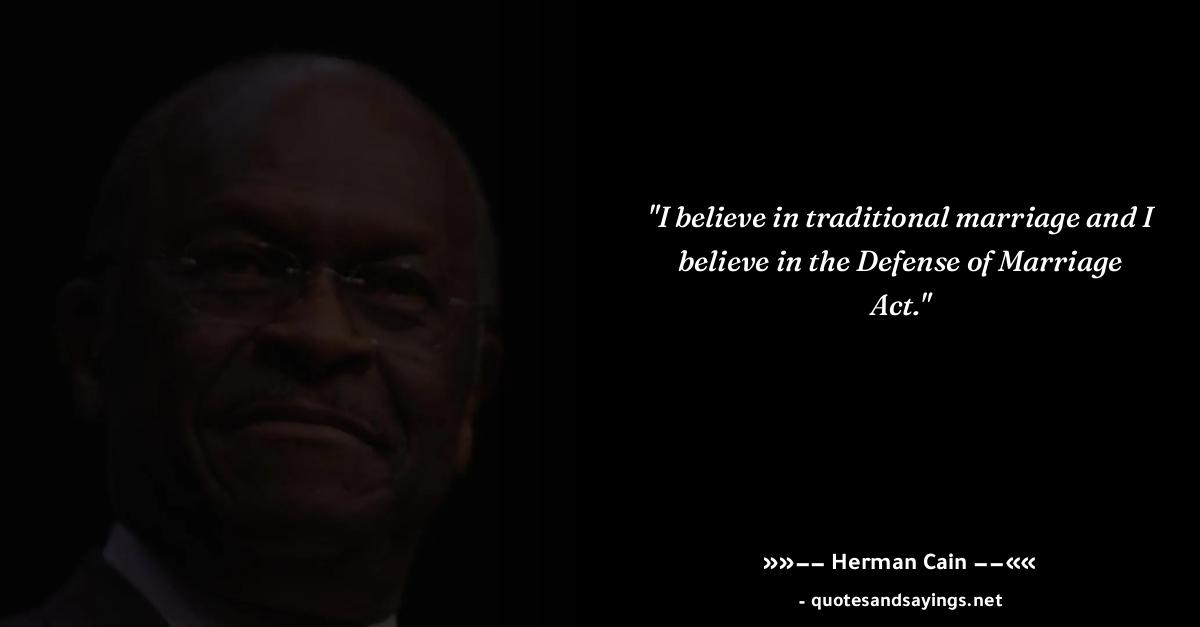 "I believe in traditional marriage and I
believe in the Defense of Marriage
Act."
»»−− Herman Cain −−««
- quotesandsayings.net